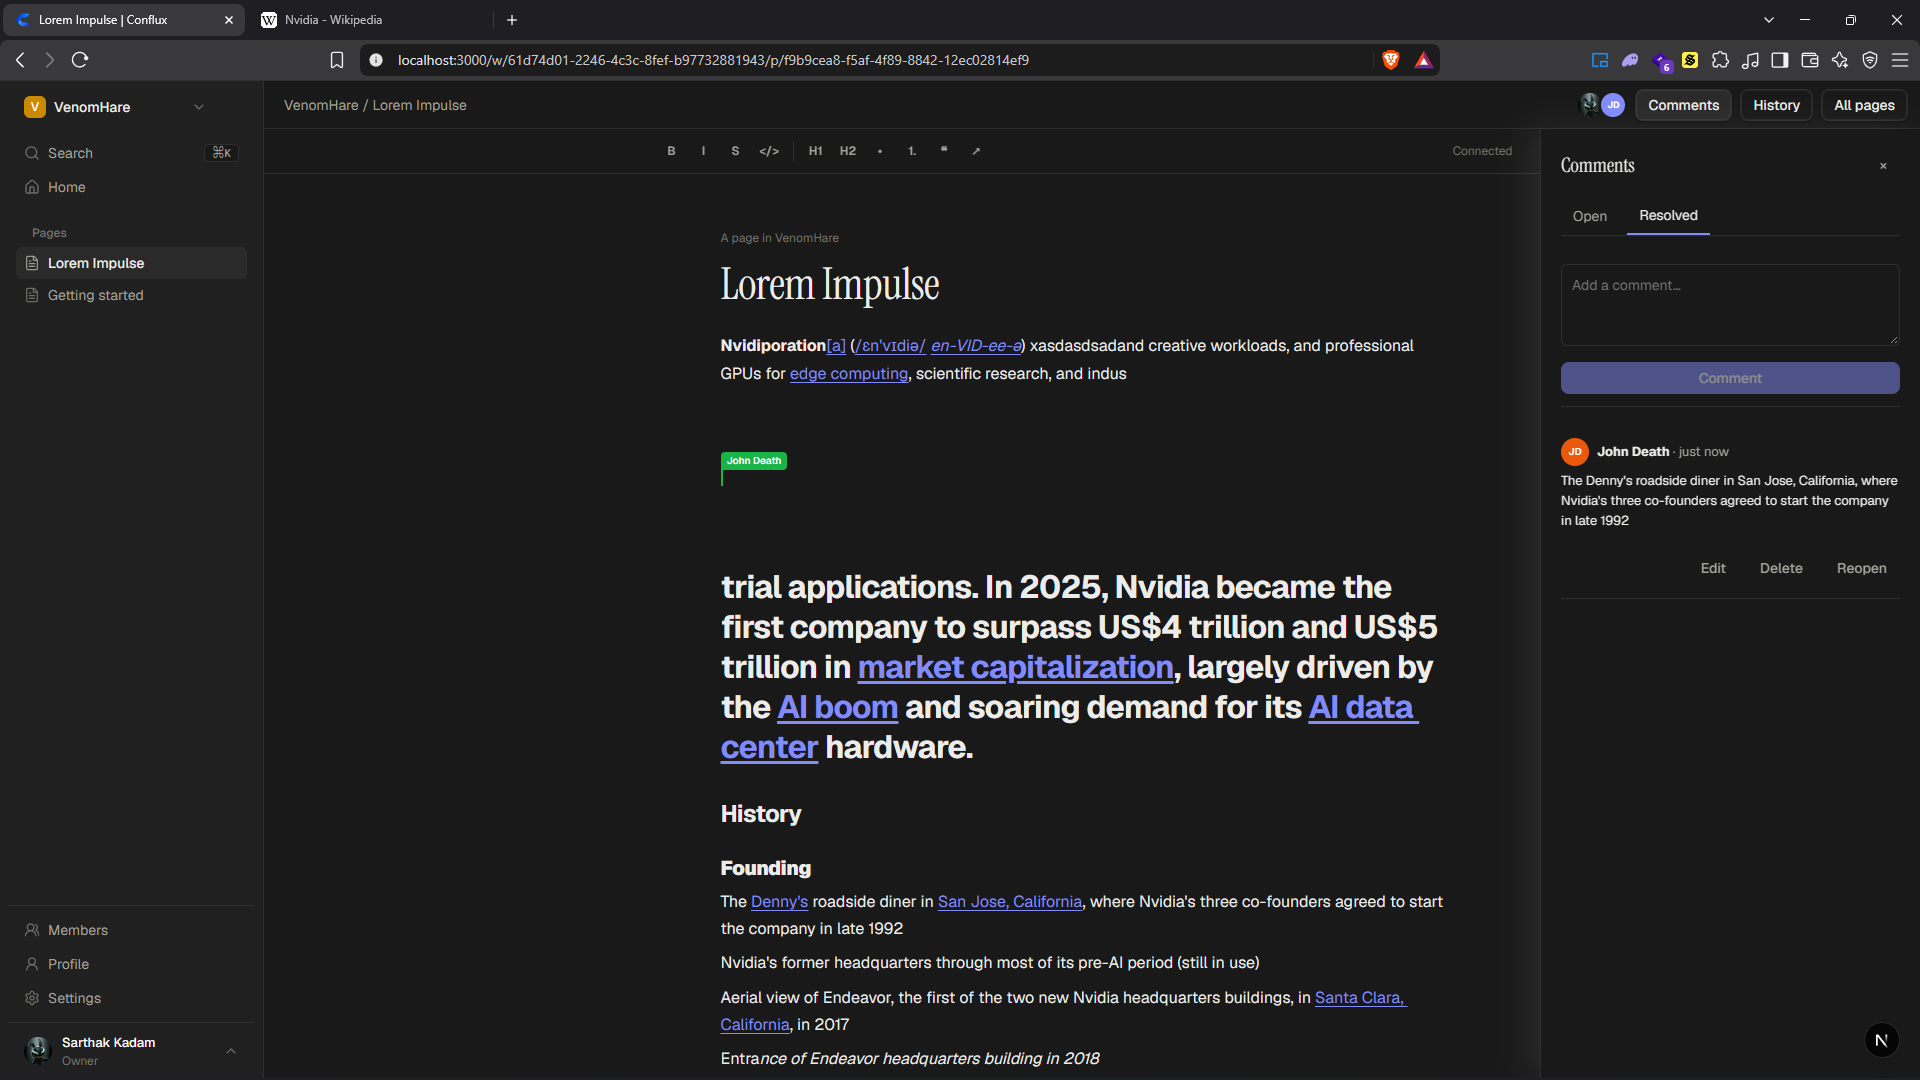 Lorem Impulse | Conflux
Nvidia - Wikipedia
localhost:3000/w/61d74d01-2246-4c3c-8fef-b97732881943/p/f9b9cea8-f5af-4f89-8842-12ec02814ef9
6
V VenomHare
Search ⌘K
Home
Pages
Lorem Impulse
Getting started
Members
Profile
Settings
Sarthak Kadam
Owner
VenomHare / Lorem Impulse
JD
Comments
History
All pages
B I S </> H1 H2 • 1. ❝ ↗
Connected
A page in VenomHare
Lorem Impulse
Nvidiporation[a] (/ɛnˈvɪdiə/ en-VID-ee-ə) xasdasdsadand creative workloads, and professional
GPUs for edge computing, scientific research, and indus
John Death
trial applications. In 2025, Nvidia became the
first company to surpass US$4 trillion and US$5
trillion in market capitalization, largely driven by
the AI boom and soaring demand for its AI data
center hardware.
History
Founding
The Denny's roadside diner in San Jose, California, where Nvidia's three co-founders agreed to start
the company in late 1992
Nvidia's former headquarters through most of its pre-AI period (still in use)
Aerial view of Endeavor, the first of the two new Nvidia headquarters buildings, in Santa Clara,
California, in 2017
Entrance of Endeavor headquarters building in 2018
Comments
×
Open
Resolved
Add a comment…
Comment
JD John Death · just now
The Denny's roadside diner in San Jose, California, where
Nvidia's three co-founders agreed to start the company
in late 1992
Edit
Delete
Reopen
N